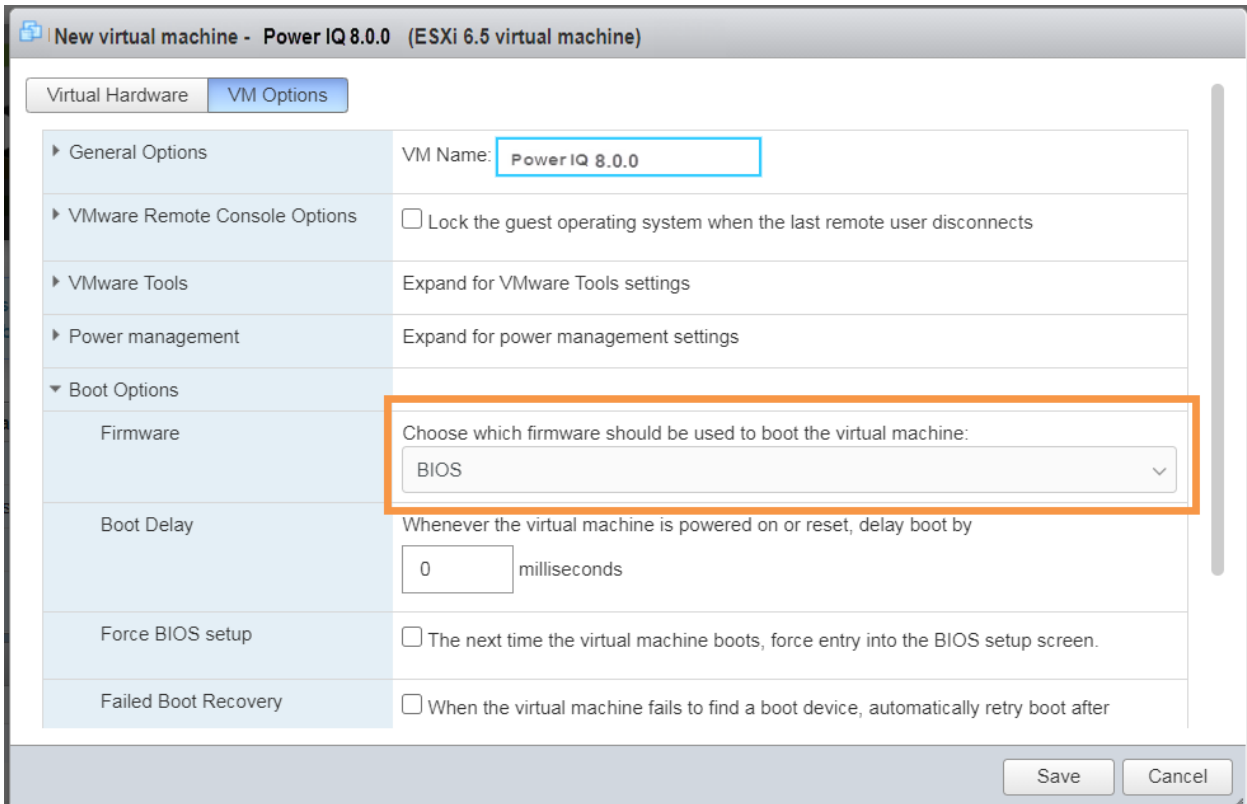 New virtual machine - Power IQ 8.0.0 (ESXi 6.5 virtual machine)
Virtual Hardware VM Options
General Options VM Name: Power IQ 8.0.0
VMware Remote Console Options Lock the guest operating system when the last remote user disconnects
VMware Tools Expand for VMware Tools settings
Power management Expand for power management settings
Boot Options
Firmware Choose which firmware should be used to boot the virtual machine:
BIOS
Boot Delay Whenever the virtual machine is powered on or reset, delay boot by
0 milliseconds
Force BIOS setup The next time the virtual machine boots, force entry into the BIOS setup screen.
Failed Boot Recovery When the virtual machine fails to find a boot device, automatically retry boot after
Save Cancel